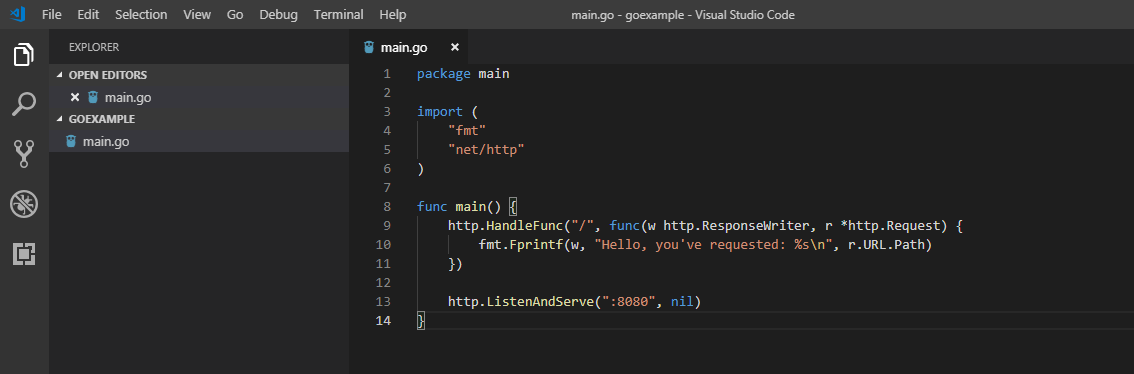 File Edit Selection View Go Debug Terminal Help main.go - goexample - Visual Studio Code
EXPLORER
OPEN EDITORS
main.go
GOEXAMPLE
main.go
main.go
1 package main
2
3 import (
4     "fmt"
5     "net/http"
6 )
7
8 func main() {
9     http.HandleFunc("/", func(w http.ResponseWriter, r *http.Request) {
10         fmt.Fprintf(w, "Hello, you've requested: %s\n", r.URL.Path)
11     })
12
13     http.ListenAndServe(":8080", nil)
14 }